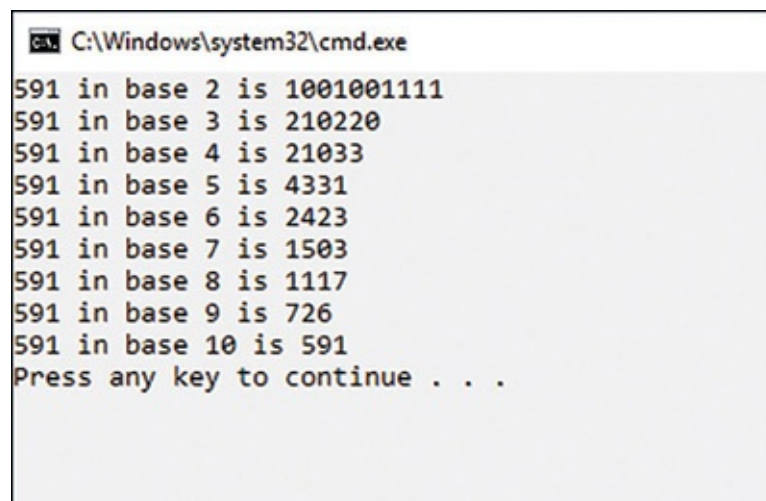 C:\Windows\system32\cmd.exe
591 in base 2 is 1001001111
591 in base 3 is 210220
591 in base 4 is 21033
591 in base 5 is 4331
591 in base 6 is 2423
591 in base 7 is 1503
591 in base 8 is 1117
591 in base 9 is 726
591 in base 10 is 591
Press any key to continue . . .